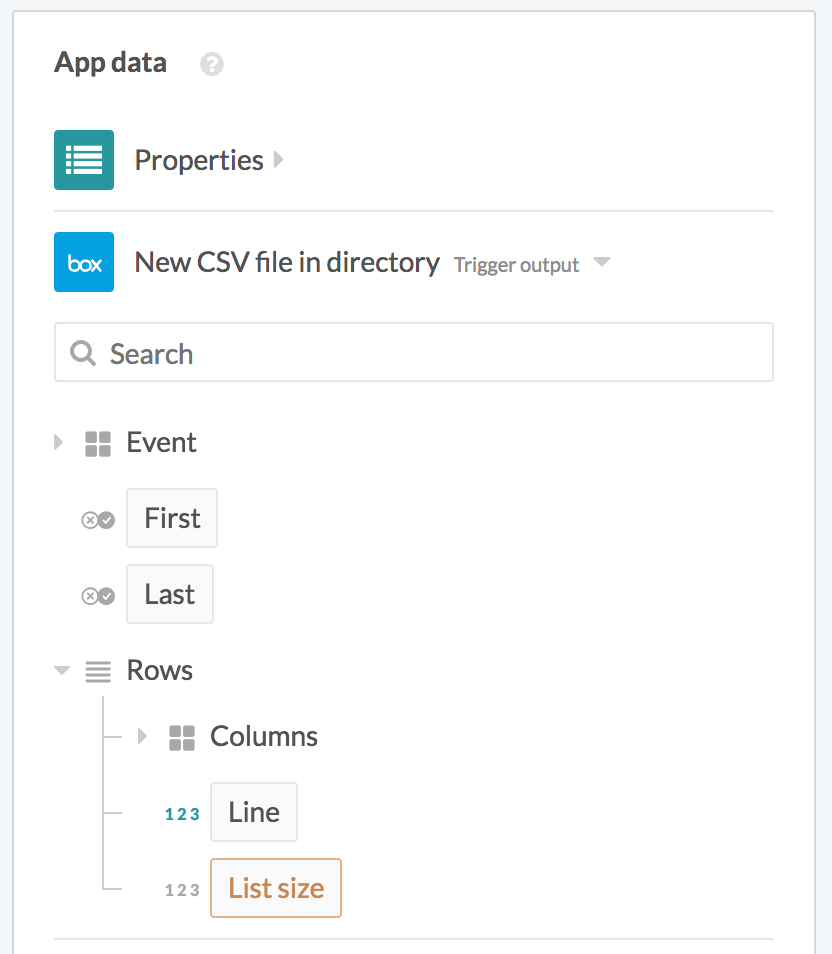 App data ?
Properties
box New CSV file in directory Trigger output
Search
Event
First
Last
Rows
Columns
123 Line
123 List size